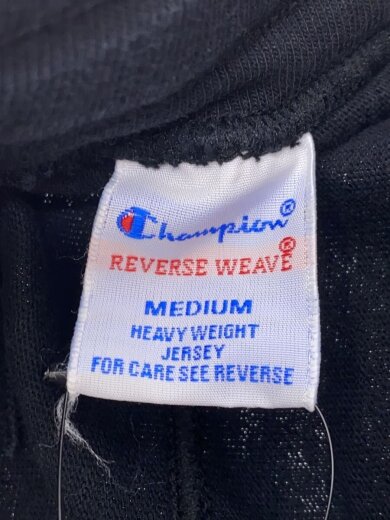 Champion®
REVERSE WEAVE®
MEDIUM
HEAVY WEIGHT
JERSEY
FOR CARE SEE REVERSE